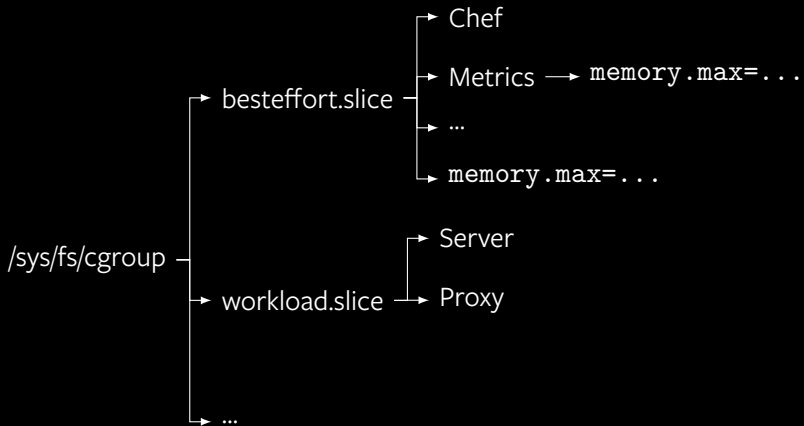 Chef
Metrics
memory.max=...
besteffort.slice
...
memory.max=...
Server
/sys/fs/cgroup
workload.slice
Proxy
...